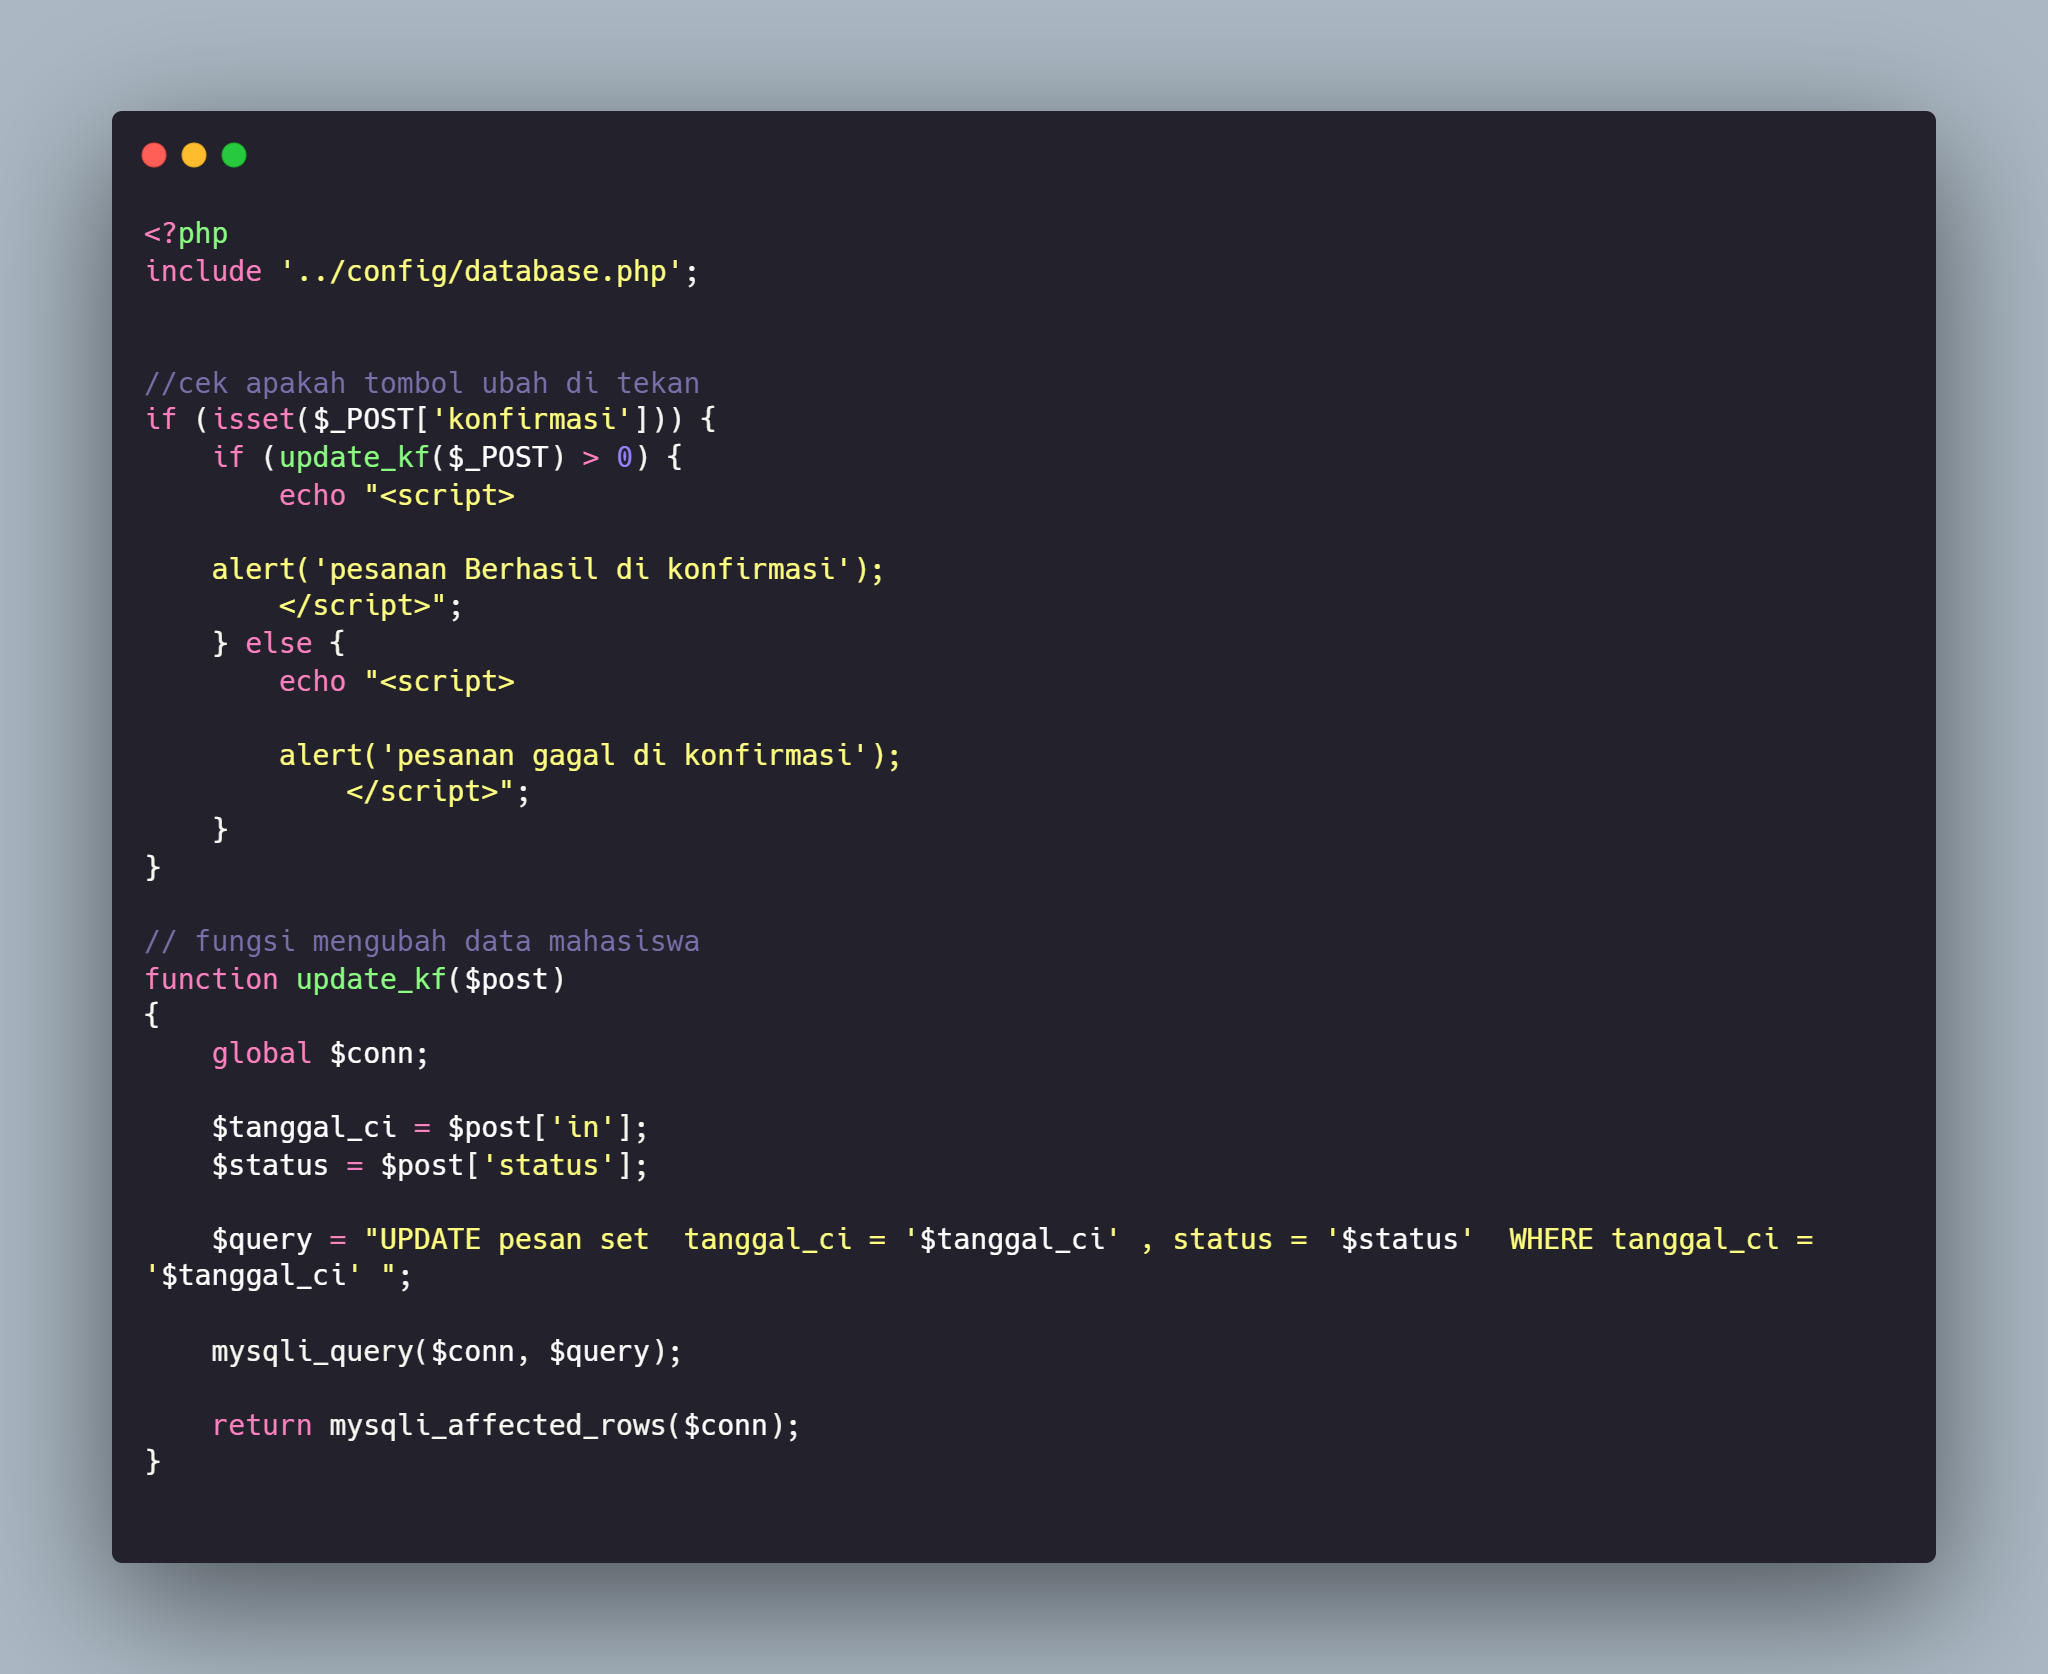 <?php
include '../config/database.php';
//cek apakah tombol ubah di tekan
if (isset($_POST['konfirmasi'])) {
    if (update_kf($_POST) > 0) {
        echo "<script>
    alert('pesanan Berhasil di konfirmasi');
        </script>";
    } else {
        echo "<script>
        alert('pesanan gagal di konfirmasi');
            </script>";
    }
}
// fungsi mengubah data mahasiswa
function update_kf($post)
{
    global $conn;
    $tanggal_ci = $post['in'];
    $status = $post['status'];
    $query = "UPDATE pesan set  tanggal_ci = '$tanggal_ci' , status = '$status'  WHERE tanggal_ci =
'$tanggal_ci' ";
    mysqli_query($conn, $query);
    return mysqli_affected_rows($conn);
}